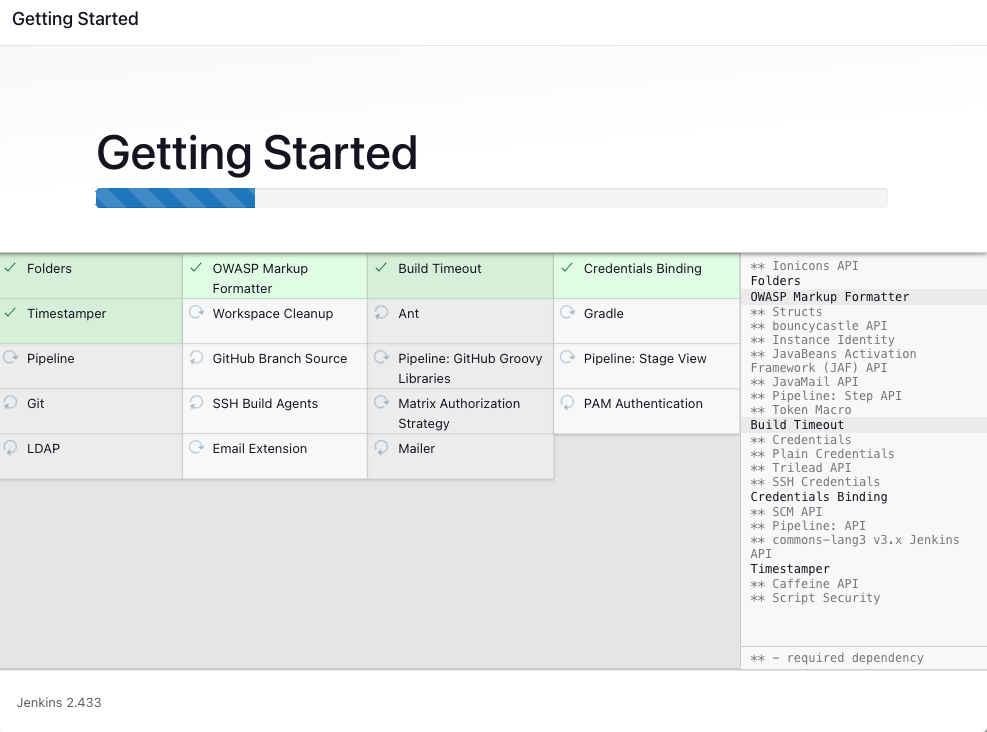 Getting Started
Getting Started
Folders
OWASP Markup
Formatter
Build Timeout
Credentials Binding
Timestamper
Workspace Cleanup
Ant
Gradle
Pipeline
GitHub Branch Source
Pipeline: GitHub Groovy
Libraries
Pipeline: Stage View
Git
SSH Build Agents
Matrix Authorization
Strategy
PAM Authentication
LDAP
Email Extension
Mailer
** Ionicons API
Folders
OWASP Markup Formatter
** Structs
** bouncycastle API
** Instance Identity
** JavaBeans Activation
Framework (JAF) API
** JavaMail API
** Pipeline: Step API
** Token Macro
Build Timeout
** Credentials
** Plain Credentials
** Trilead API
** SSH Credentials
Credentials Binding
** SCM API
** Pipeline: API
** commons-lang3 v3.x Jenkins
API
Timestamper
** Caffeine API
** Script Security
** - required dependency
Jenkins 2.433